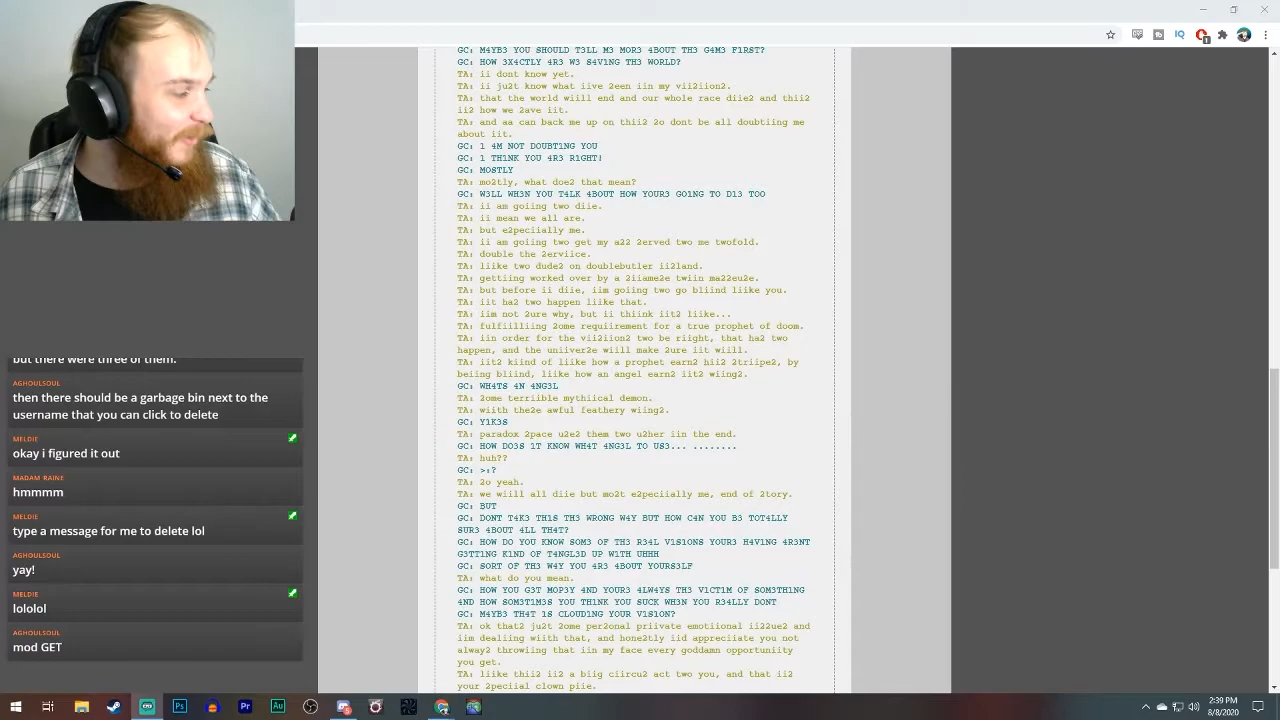 GC: M4YB3 YOU SHOULD T3LL M3 MOR3 4BOUT TH3 G4M3 F1RST?
GC: HOW 3X4CTLY 4R3 W3 S4V1NG TH3 WORLD?
TA: ii dont know yet.
TA: ii ju2t know what iive 2een iin my vii2iion2.
TA: that the world wiill end and our whole race diie2 and thii2
ii2 how we 2ave iit.
TA: and aa can back me up on thii2 2o dont be all doubtiing me
about iit.
GC: 1 4M NOT DOUBT1NG YOU
GC: 1 TH1NK YOU 4R3 R1GHT!
GC: MOSTLY
TA: mo2tly, what doe2 that mean?
GC: W3LL WH3N YOU T4LK 4BOUT HOW YOUR3 GO1NG TO D13 TOO
TA: ii am goiing two diie.
TA: ii mean we all are.
TA: but e2peciially me.
TA: ii am goiing two get my a22 2erved two me twofold.
TA: double the 2erviice.
TA: liike two dude2 on doublebutler ii2land.
TA: gettiing worked over by a 2iiame2e twiin ma22eu2e.
TA: but before ii diie, iim goiing two go bliind liike you.
TA: iit ha2 two happen liike that.
TA: iim not 2ure why, but ii thiink iit2 liike...
TA: fulfiilliing 2ome requiirement for a true prophet of doom.
TA: iin order for the vii2iion2 two be riight, that ha2 two
happen, and the uniiver2e wiill make 2ure iit wiill.
TA: iit2 kiind of liike how a prophet earn2 hii2 2triipe2, by
beiing bliind, liike how an angel earn2 iit2 wiing2.
GC: WH4TS 4N 4NG3L
TA: 2ome terriible mythiical demon.
TA: wiith the2e awful feathery wiing2.
GC: Y1K3S
TA: paradox 2pace u2e2 them two u2her iin the end.
GC: HOW DO3S 1T KNOW WH4T 4NG3L TO US3... ........
TA: huh??
GC: >:?
TA: 2o yeah.
TA: we wiill all diie but mo2t e2peciially me, end of 2tory.
GC: BUT
GC: DONT T4K3 TH1S TH3 WRONG W4Y BUT HOW C4N YOU B3 TOT4LLY
SUR3 4BOUT 4LL TH4T?
GC: HOW DO YOU KNOW SOM3 OF TH3 R34L V1S1ONS YOUR3 H4V1NG 4R3NT
G3TT1NG K1ND OF T4NGL3D UP W1TH UHHH
GC: SORT OF TH3 W4Y YOU 4R3 4BOUT YOURS3LF
TA: what do you mean.
GC: HOW YOU G3T MOP3Y 4ND YOUR3 4LW4YS TH3 V1CT1M OF SOM3TH1NG
4ND HOW SOM3T1M3S YOU TH1NK YOU SUCK WH3N YOU R34LLY DONT
GC: M4YB3 TH4T 1S CLOUD1NG YOUR V1S1ON?
TA: ok that2 ju2t 2ome per2onal priivate emotiional ii22ue2 and
iim dealiing wiith that, and hone2tly iid appreciiate you not
alway2 throwiing that iin my face every goddamn opportuniity
you get.
TA: liike thii2 ii2 a biig ciircu2 act two you, and that ii2
your 2peciial clown piie.
but there were three of them.
AGHOULSOUL
then there should be a garbage bin next to the
username that you can click to delete
MELDIE
okay i figured it out
MADAM RAINE
hmmmm
MELDIE
type a message for me to delete lol
AGHOULSOUL
yay!
MELDIE
lololol
AGHOULSOUL
mod GET
2:39 PM
8/8/2020